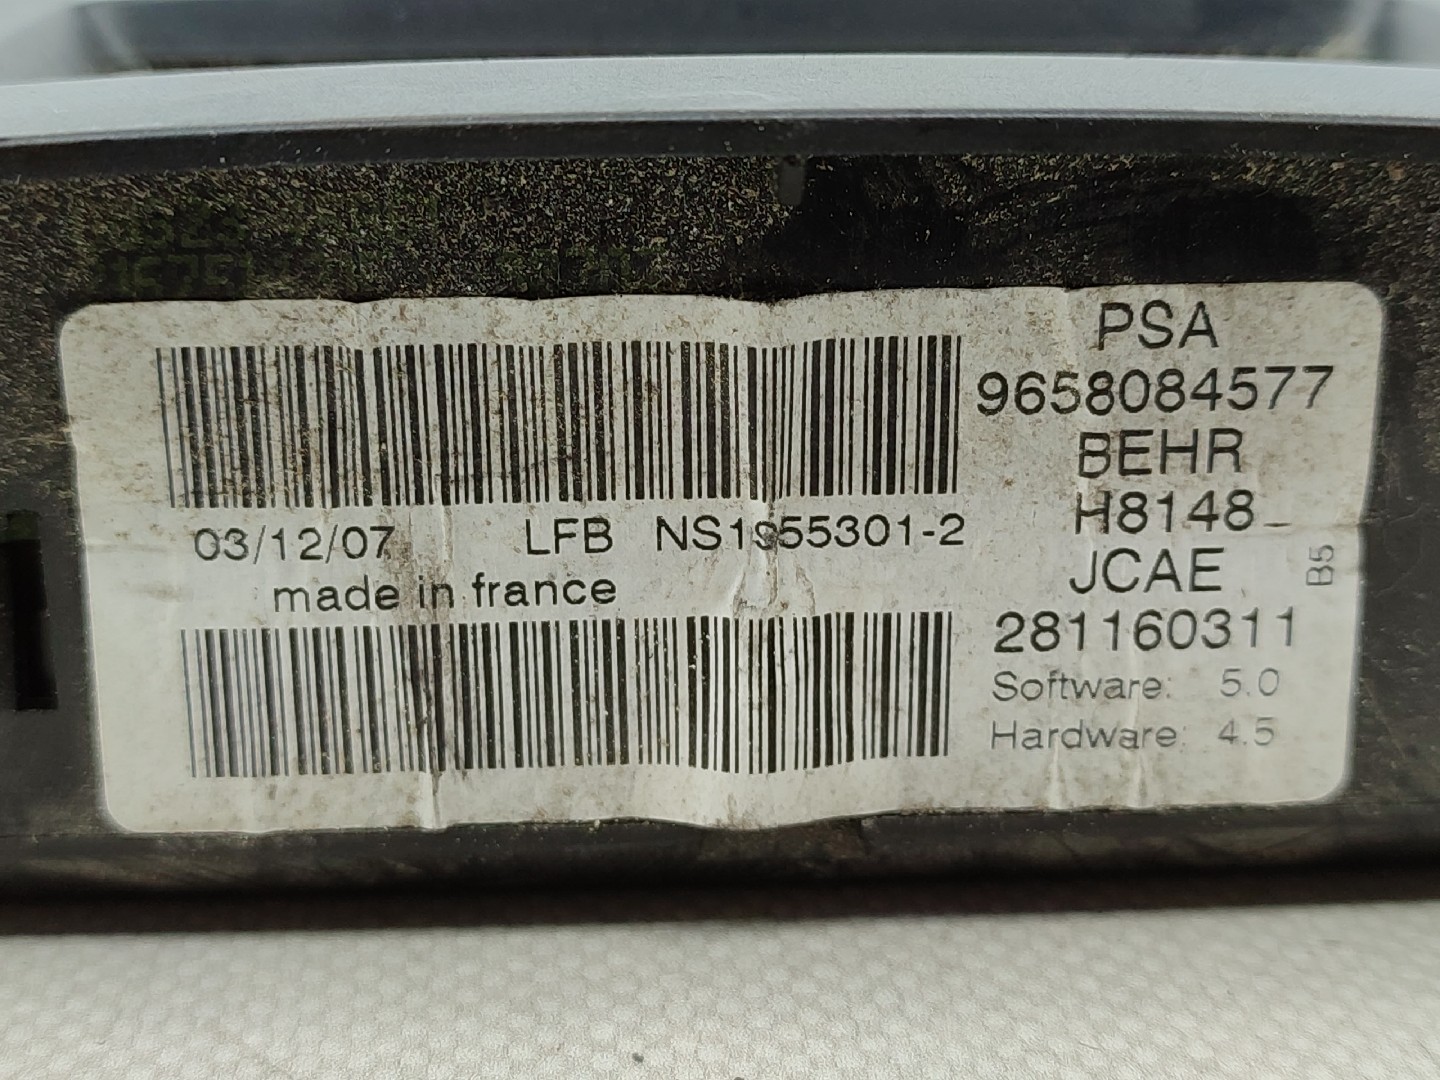 03/12/07 LFB NS1955301-2
made in france
PSA
9658084577
BEHR
H8148_
JCAE
281160311
Software: 5.0
Hardware: 4.5
B5